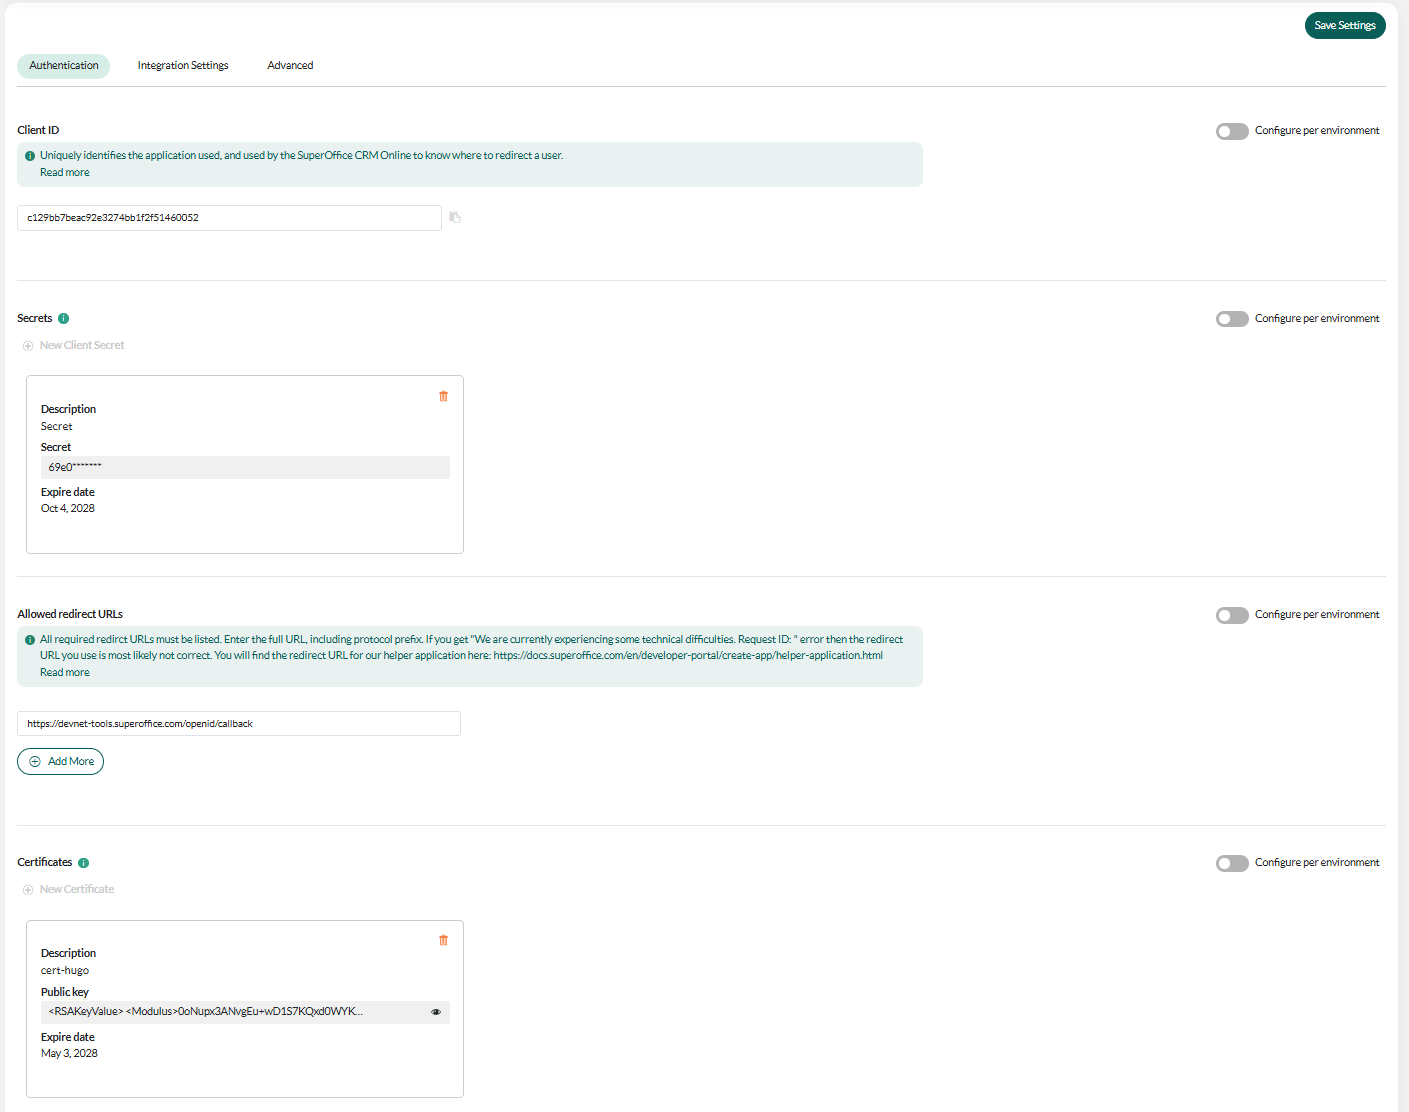 Save Settings
Authentication Integration Settings Advanced
Client ID
Configure per environment
Uniquely identifies the application used, and used by the SuperOffice CRM Online to know where to redirect a user.
Read more
c129bb7beac92e3274bb1f2f51460052
Secrets
Configure per environment
New Client Secret
Description
Secret
Secret
69e0*******
Expire date
Oct 4, 2028
Allowed redirect URLs
Configure per environment
All required redirct URLs must be listed. Enter the full URL, including protocol prefix. If you get "We are currently experiencing some technical difficulties. Request ID: " error then the redirect
URL you use is most likely not correct. You will find the redirect URL for our helper application here: https://docs.superoffice.com/en/developer-portal/create-app/helper-application.html
Read more
https://devnet-tools.superoffice.com/openid/callback
Add More
Certificates
Configure per environment
New Certificate
Description
cert-hugo
Public key
<RSAKeyValue> <Modulus>0oNupx3ANvgEu+wD1S7KQxd0WYK...
Expire date
May 3, 2028